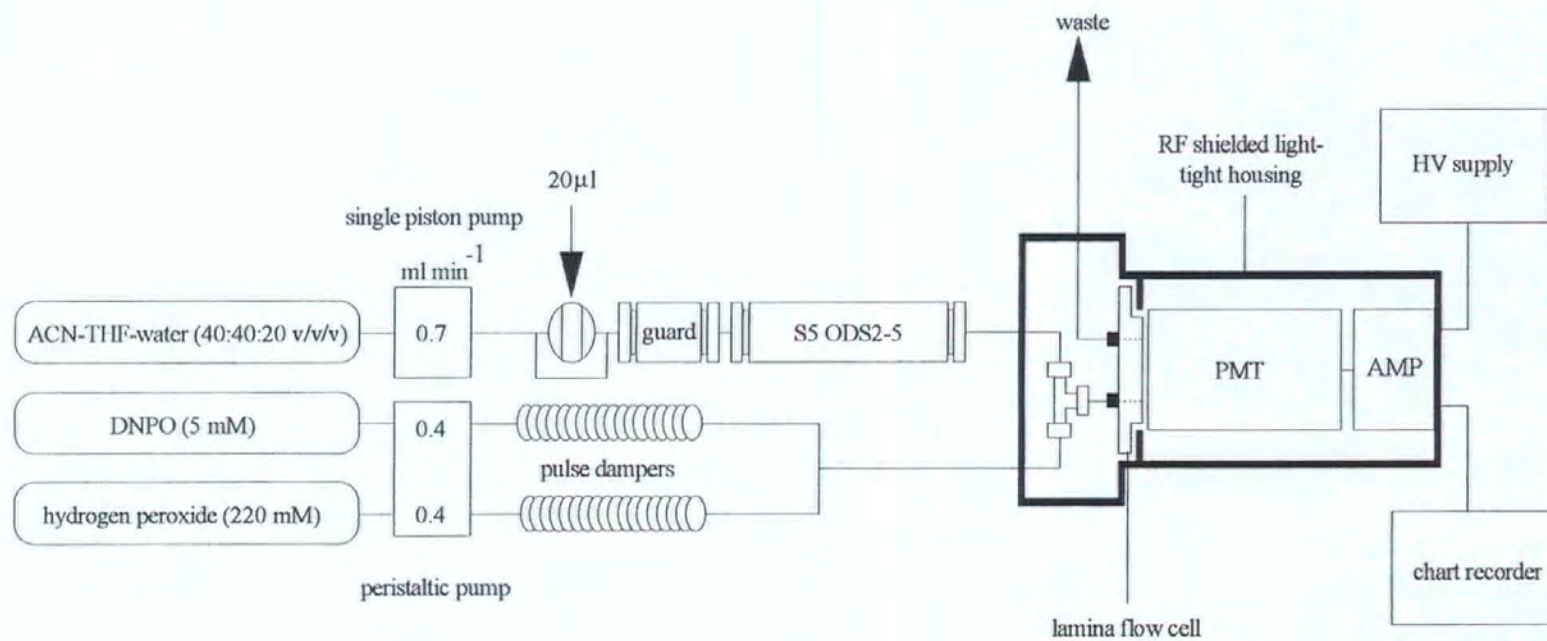 waste
RF shielded light-
tight housing
HV supply
20µl
single piston pump
ml min-1
ACN-THF-water (40:40:20 v/v/v)
0.7
guard
S5 ODS2-5
PMT
AMP
DNPO (5 mM)
0.4
pulse dampers
hydrogen peroxide (220 mM)
0.4
chart recorder
peristaltic pump
lamina flow cell